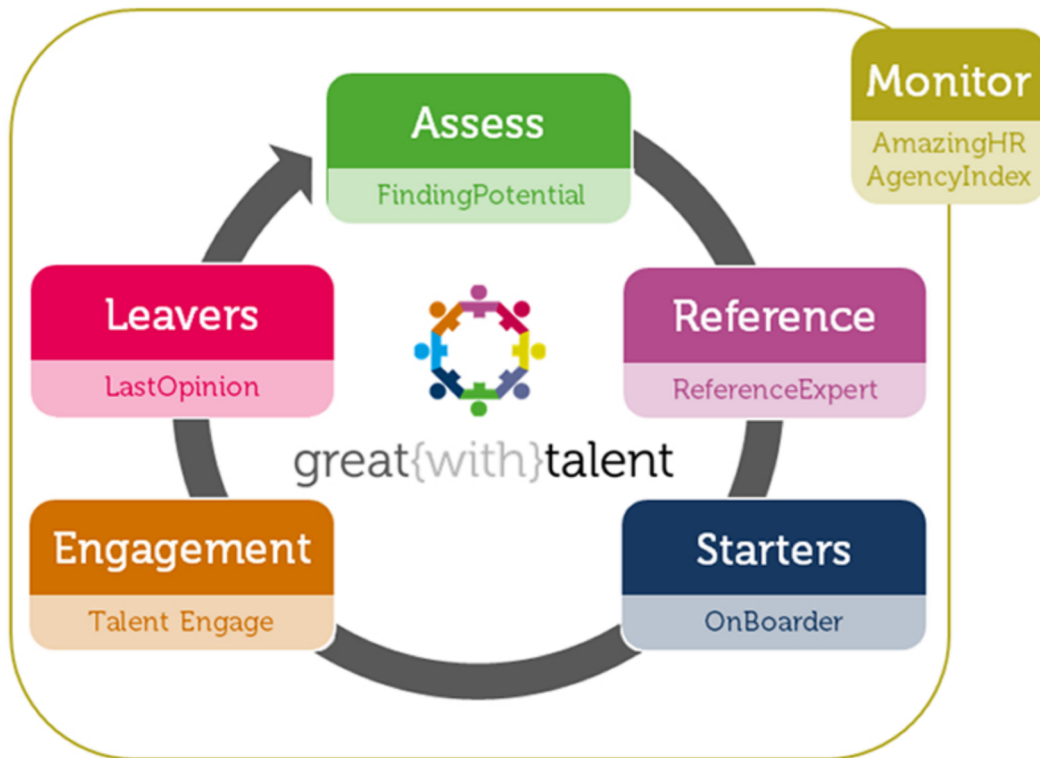 Monitor
AmazingHR
AgencyIndex
Assess
FindingPotential
Leavers
LastOpinion
Reference
ReferenceExpert
great{with}talent
Engagement
Talent Engage
Starters
OnBoarder